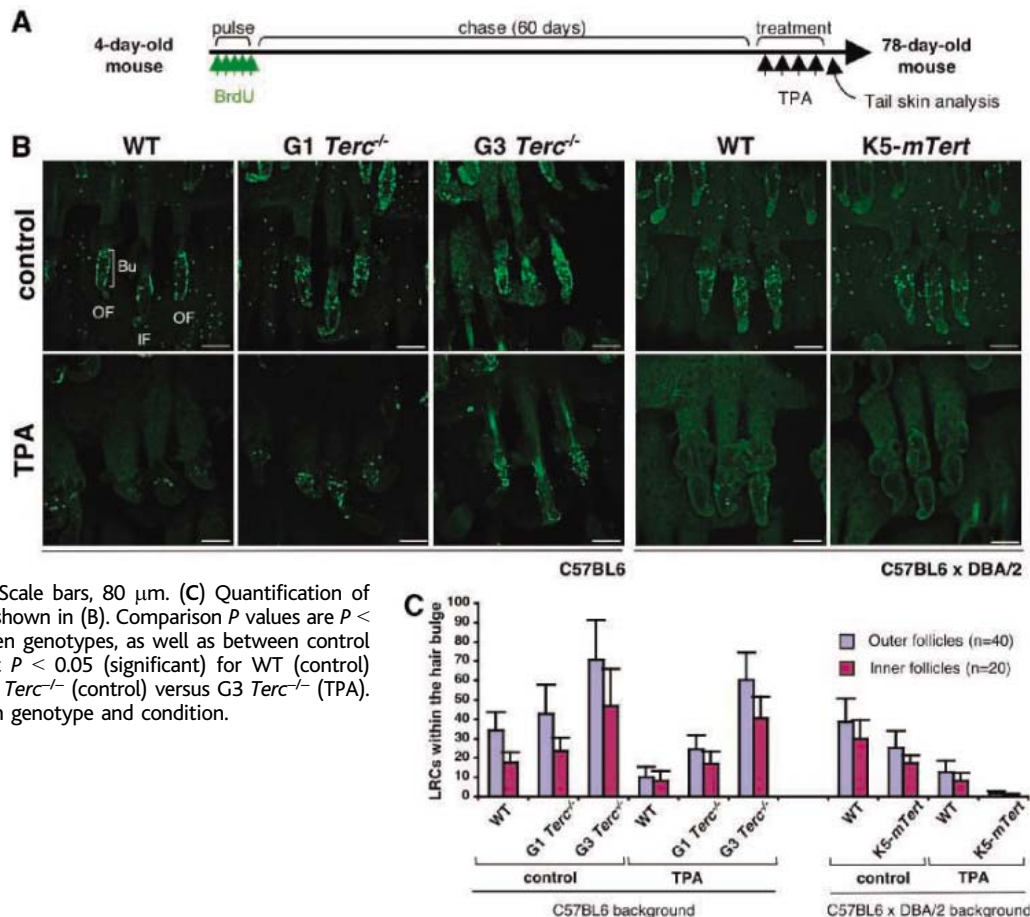 A
pulse
chase (60 days)
treatment
4-day-old
mouse
78-day-old
mouse
BrdU
TPA
Tail skin analysis
B
WT
G1 Terc-/-
G3 Terc-/-
WT
K5-mTert
control
Bu
OF
IF
OF
TPA
C57BL6
C57BL6 x DBA/2
Scale bars, 80 μm. (C) Quantification of
shown in (B). Comparison P values are P <
en genotypes, as well as between control
P < 0.05 (significant) for WT (control)
Terc–/– (control) versus G3 Terc–/– (TPA).
genotype and condition.
C
LRCs within the hair bulge
100
90
80
70
60
50
40
30
20
10
0
Outer follicles (n=40)
Inner follicles (n=20)
WT
G1 Terc-/-
G3 Terc-/-
WT
G1 Terc-/-
G3 Terc-/-
WT
K5-mTert
WT
K5-mTert
control
TPA
control
TPA
C57BL6 background
C57BL6 x DBA/2 background